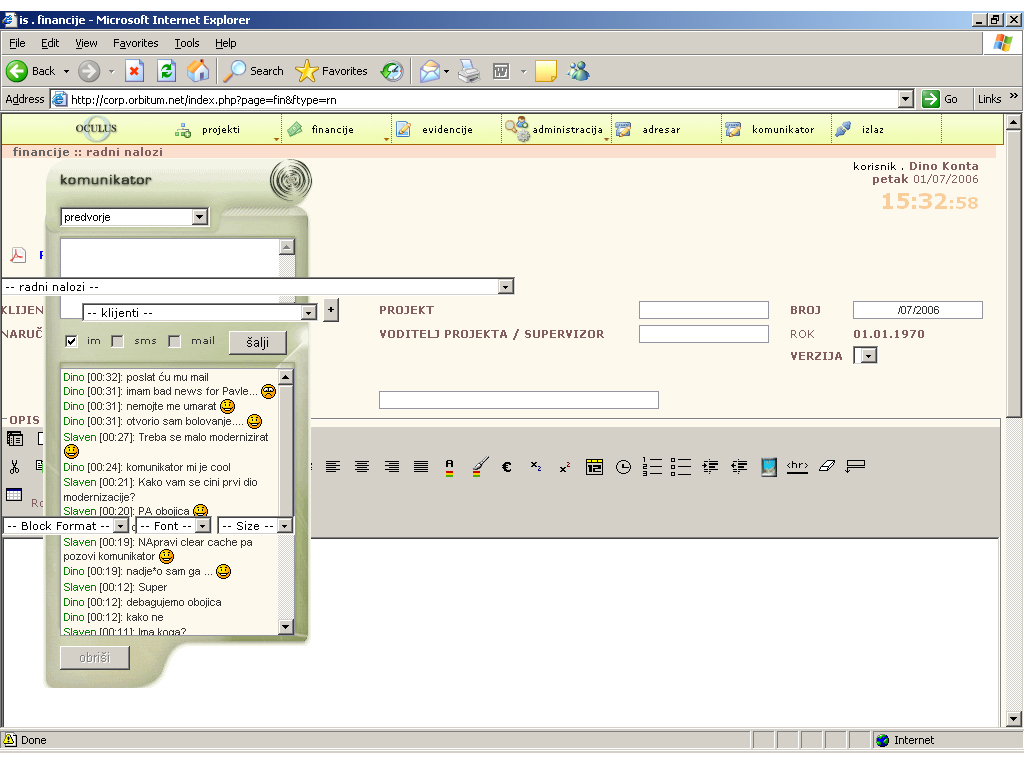 is . financije - Microsoft Internet Explorer
File Edit View Favorites Tools Help
Back Search Favorites
Address http://corp.orbitum.net/index.php?page=fin&ftype=rn Go Links »
OCULUS projekti financije evidencije administracija adresar komunikator izlaz
financije :: radni nalozi
korisnik . Dino Konta
petak 01/07/2006
15:32:58
komunikator
predvorje
-- radni nalozi --
KLIJEN -- klijenti -- + PROJEKT BROJ /07/2006
NARUČ VODITELJ PROJEKTA / SUPERVIZOR ROK 01.01.1970
im sms mail šalji
VERZIJA
Dino [00:32]: poslat ću mu mail
Dino [00:31]: imam bad news for Pavle...
Dino [00:31]: nemojte me umarat
Dino [00:31]: otvorio sam bolovanje....
OPIS
Slaven [00:27]: Treba se malo modernizirat
Dino [00:24]: komunikator mi je cool
Slaven [00:21]: Kako vam se cini prvi dio
modernizacije?
Slaven [00:20]: PA obojica
-- Block Format -- -- Font -- -- Size --
Slaven [00:19]: NApravi clear cache pa
pozovi komunikator
Dino [00:19]: nadje*o sam ga ...
Slaven [00:12]: Super
Dino [00:12]: debagujemo obojica
Dino [00:12]: kako ne
Slaven [00:11]: Ima koga?
obriši
Done Internet